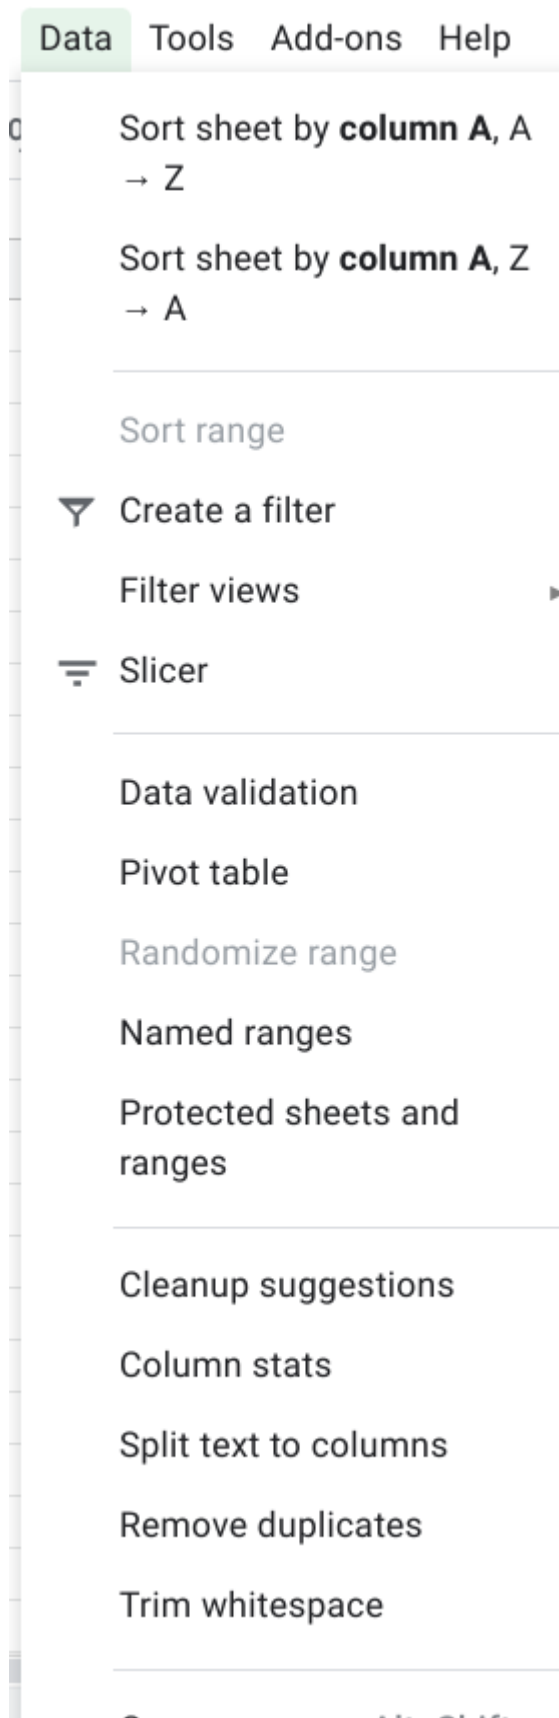 Data Tools Add-ons Help
Sort sheet by column A, A
→ Z
Sort sheet by column A, Z
→ A
Sort range
Create a filter
Filter views
Slicer
Data validation
Pivot table
Randomize range
Named ranges
Protected sheets and
ranges
Cleanup suggestions
Column stats
Split text to columns
Remove duplicates
Trim whitespace